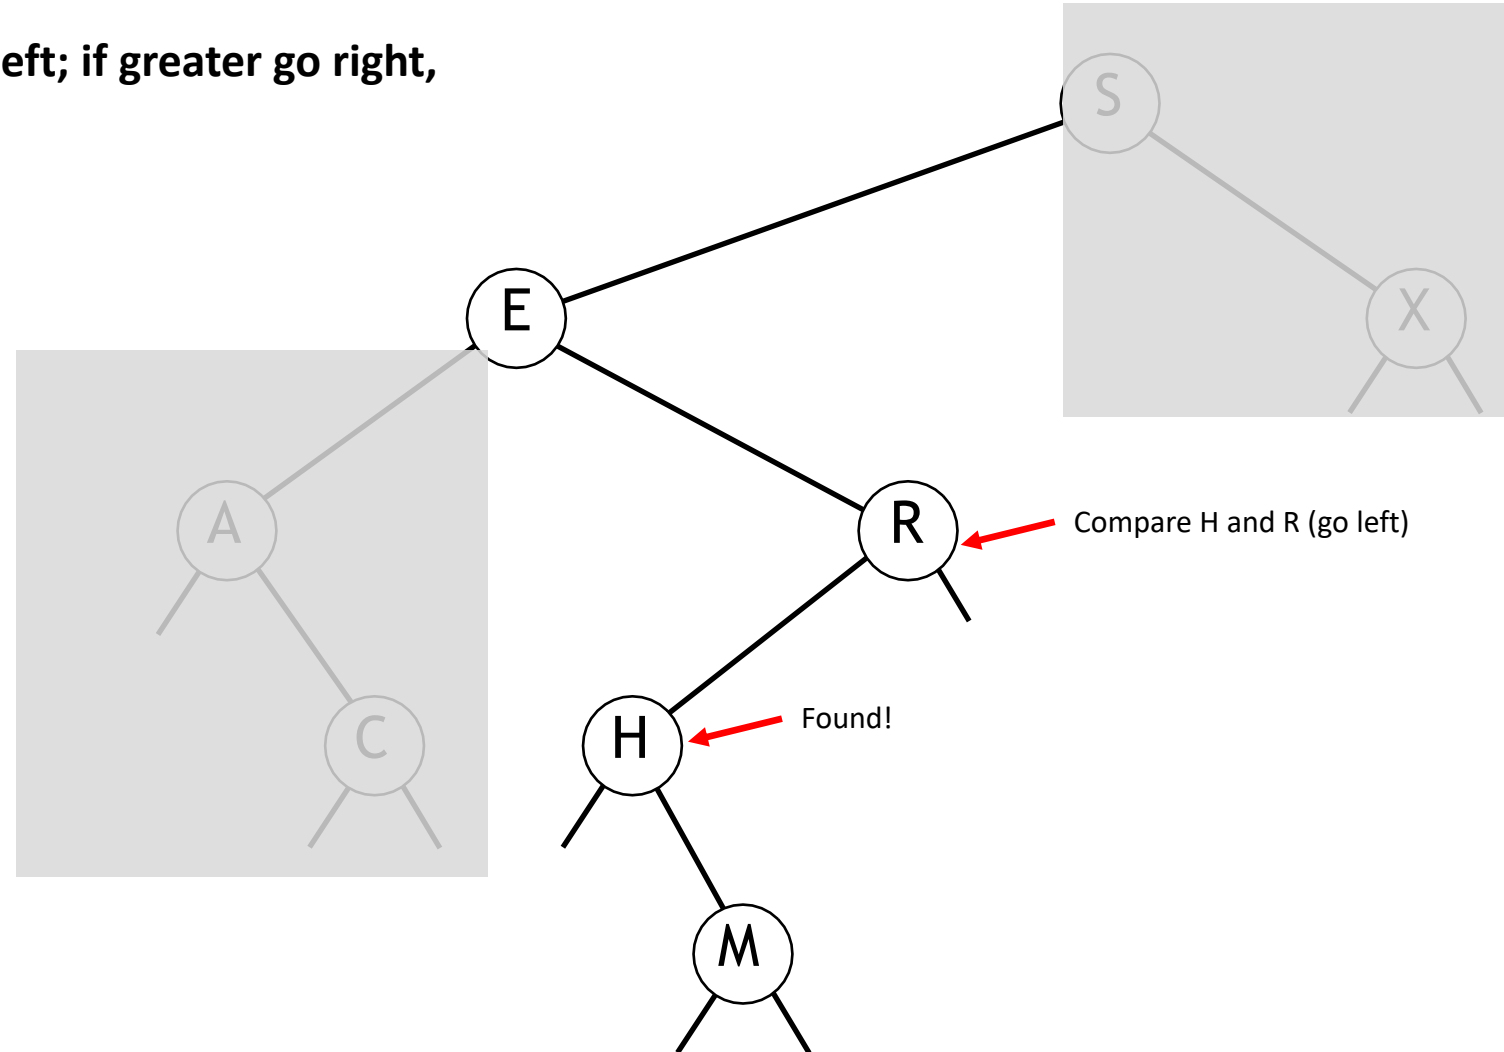 eft; if greater go right,
S
E
X
A
R
Compare H and R (go left)
C
H
Found!
M